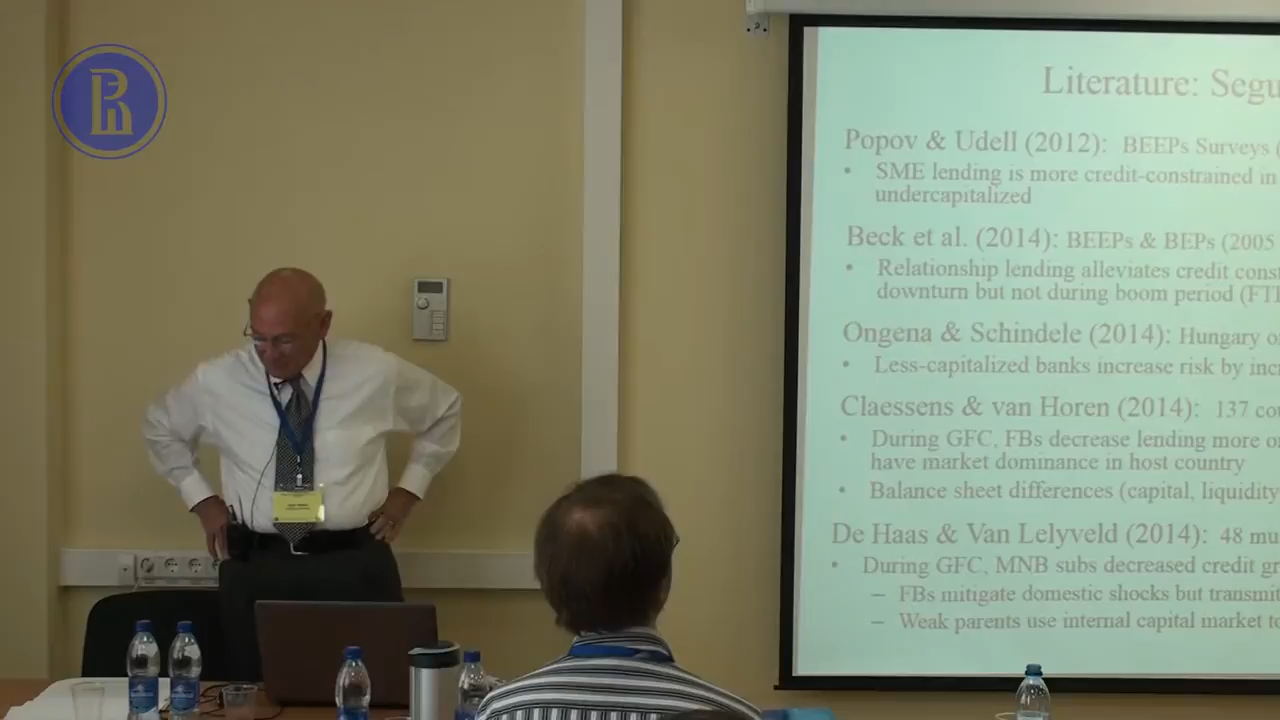 Literature: Segu
Popov & Udell (2012): BEEPs Surveys (
• SME lending is more credit-constrained in
undercapitalized
Beck et al. (2014): BEEPs & BEPs (2005
• Relationship lending alleviates credit const
downturn but not during boom period (FTI
Ongena & Schindele (2014): Hungary o
• Less-capitalized banks increase risk by incr
Claessens & van Horen (2014): 137 co
• During GFC, FBs decrease lending more o
have market dominance in host country
• Balance sheet differences (capital, liquidity
De Haas & Van Lelyveld (2014): 48 mu
• During GFC, MNB subs decreased credit gr
– FBs mitigate domestic shocks but transmit
– Weak parents use internal capital market to